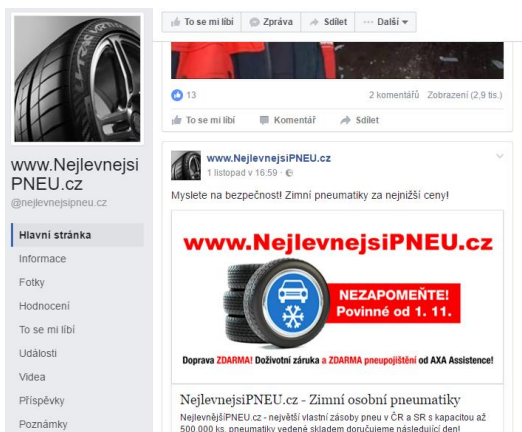 To se mi líbí
Zpráva
Sdílet
Další
13
2 komentářů Zobrazení (2,9 tis.)
To se mi líbí
Komentář
Sdílet
www.Nejlevnejsi
PNEU.cz
@nejlevnejsipneu.cz
Hlavní stránka
Informace
Fotky
Hodnocení
To se mi líbí
Události
Videa
Příspěvky
Poznámky
www.NejlevnejsiPNEU.cz
1 listopad v 16:59
Myslete na bezpečnost! Zimní pneumatiky za nejnižší ceny!
www.NejlevnejsiPNEU.cz
NEZAPOMEŇTE!
Povinné od 1. 11.
Doprava ZDARMA! Doživotní záruka a ZDARMA pneupojištění od AXA Assistence!
NejlevnejsiPNEU.cz - Zimní osobní pneumatiky
NejlevnějšíPNEU.cz - největší vlastní zásoby pneu v ČR a SR s kapacitou až
500.000 ks, pneumatiky vedené skladem doručujeme následující den!